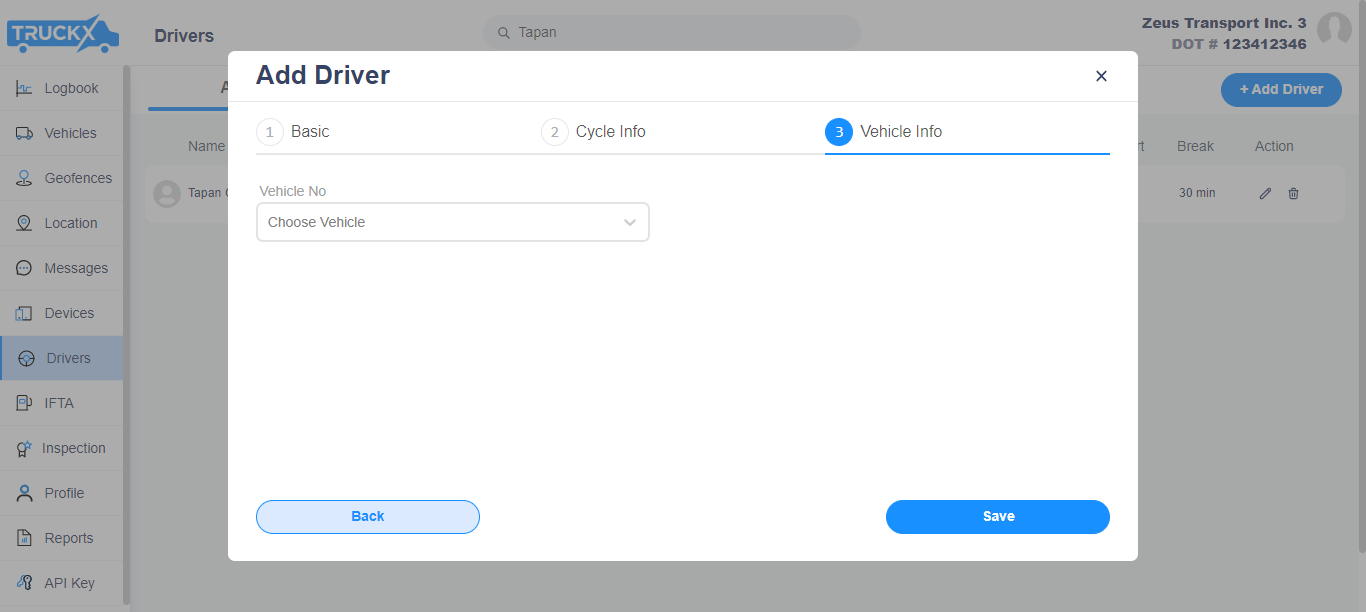 TRUCKX
Drivers
Tapan
Zeus Transport Inc. 3
DOT # 123412346
+ Add Driver
Logbook
Vehicles
Geofences
Location
Messages
Devices
Drivers
IFTA
Inspection
Profile
Reports
API Key
Name
Break
Action
Tapan
30 min
Add Driver
×
1 Basic
2 Cycle Info
3 Vehicle Info
Vehicle No
Choose Vehicle
Back
Save